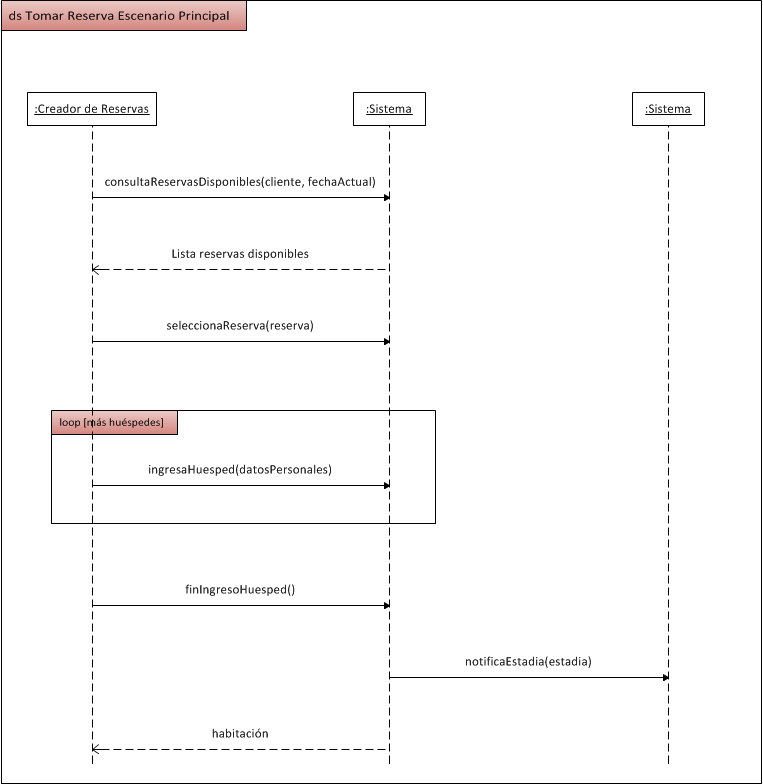 ds Tomar Reserva Escenario Principal
:Creador de Reservas
:Sistema
:Sistema
consultaReservasDisponibles(cliente, fechaActual)
Lista reservas disponibles
seleccionaReserva(reserva)
loop [más huéspedes]
ingresaHuesped(datosPersonales)
finIngresoHuesped()
notificaEstadia(estadia)
habitación